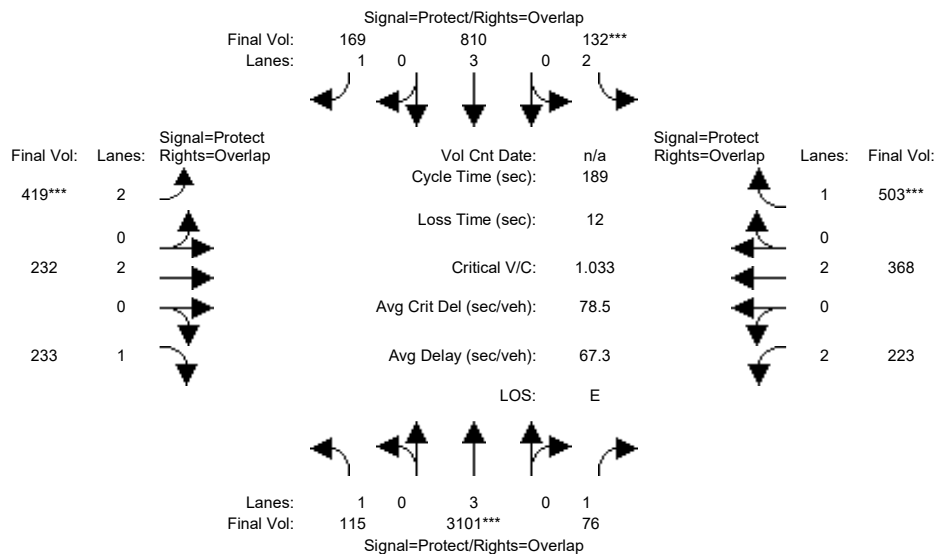 Signal=Protect/Rights=Overlap
Final Vol: 169 810 132***
Lanes: 1 0 3 0 2
Signal=Protect Signal=Protect
Final Vol: Lanes: Rights=Overlap Vol Cnt Date: n/a Rights=Overlap Lanes: Final Vol:
Cycle Time (sec): 189
419*** 2 1 503***
Loss Time (sec): 12
0 0
232 2 Critical V/C: 1.033 2 368
0 Avg Crit Del (sec/veh): 78.5 0
233 1 Avg Delay (sec/veh): 67.3 2 223
LOS: E
Lanes: 1 0 3 0 1
Final Vol: 115 3101*** 76
Signal=Protect/Rights=Overlap